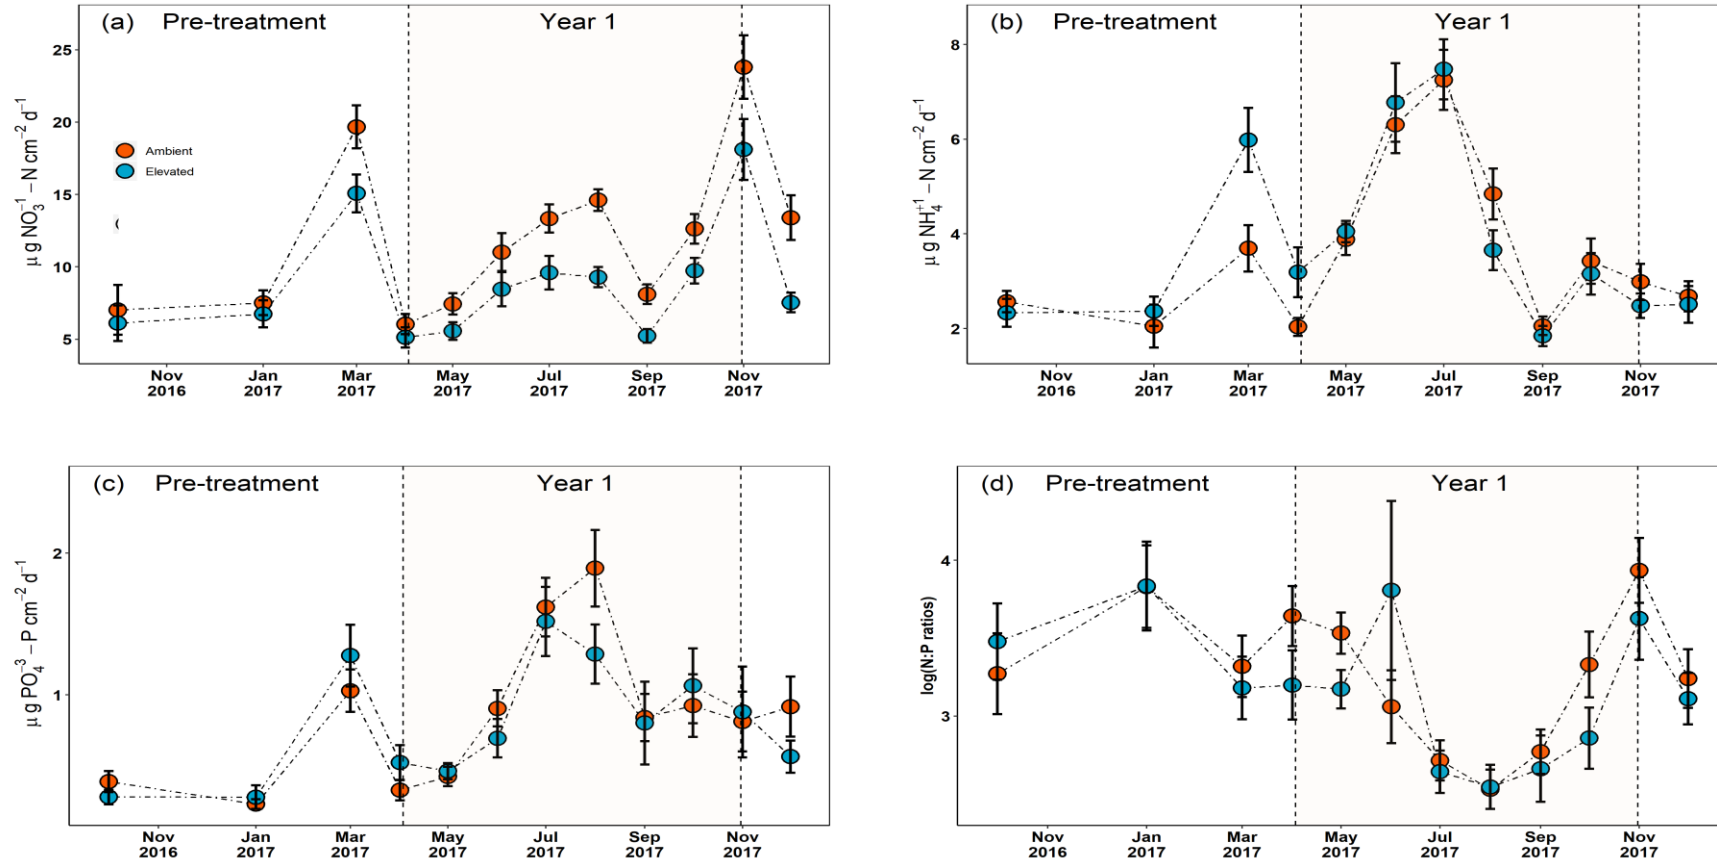 (a) Pre-treatment Year 1
25
20
15
10
5
μ g NO₃⁻¹ – N cm⁻² d⁻¹
Ambient
Elevated
Nov Jan Mar May Jul Sep Nov
2016 2017 2017 2017 2017 2017 2017
(b) Pre-treatment Year 1
8
6
4
2
μ g NH₄⁺¹ – N cm⁻² d⁻¹
Nov Jan Mar May Jul Sep Nov
2016 2017 2017 2017 2017 2017 2017
(c) Pre-treatment Year 1
2
1
μ g PO₄⁻³ – P cm⁻² d⁻¹
Nov Jan Mar May Jul Sep Nov
2016 2017 2017 2017 2017 2017 2017
(d) Pre-treatment Year 1
4
3
log(N:P ratios)
Nov Jan Mar May Jul Sep Nov
2016 2017 2017 2017 2017 2017 2017